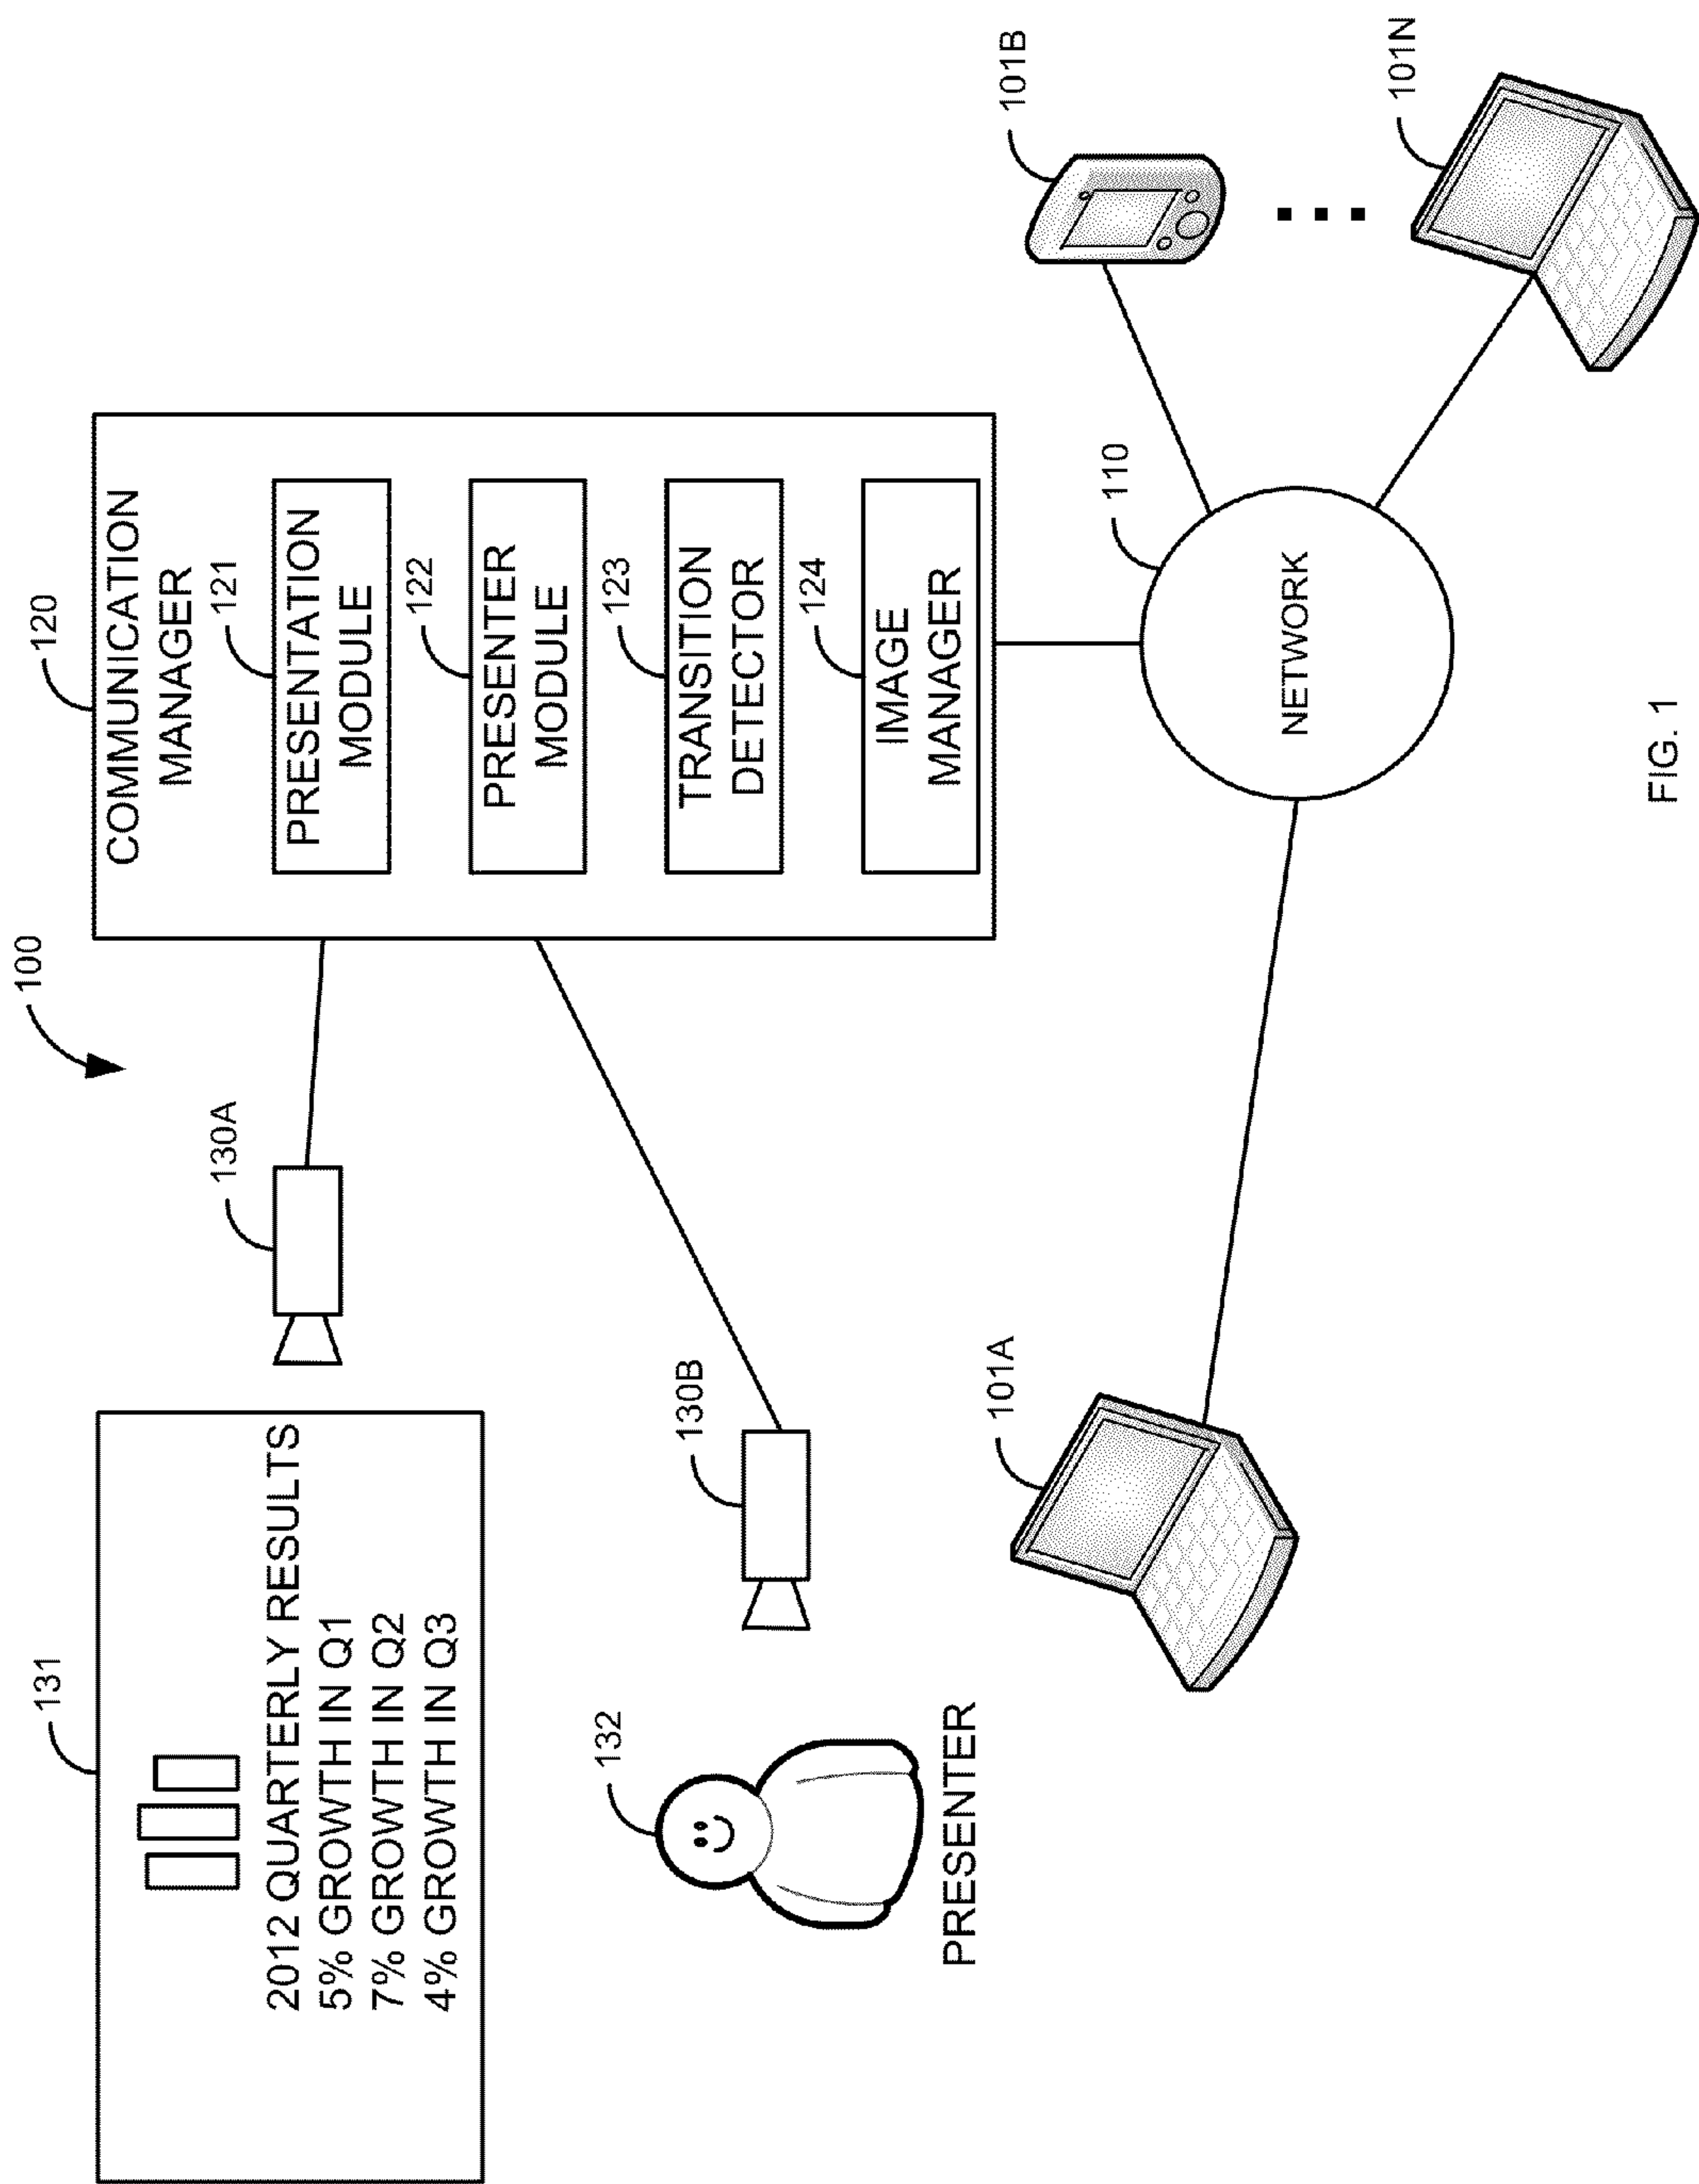 100
120
COMMUNICATION
MANAGER
121
PRESENTATION
MODULE
122
PRESENTER
MODULE
123
TRANSITION
DETECTOR
124
IMAGE
MANAGER
131
2012 QUARTERLY RESULTS
5% GROWTH IN Q1
7% GROWTH IN Q2
4% GROWTH IN Q3
130A
132
PRESENTER
130B
101A
110
NETWORK
101B
101N
FIG. 1